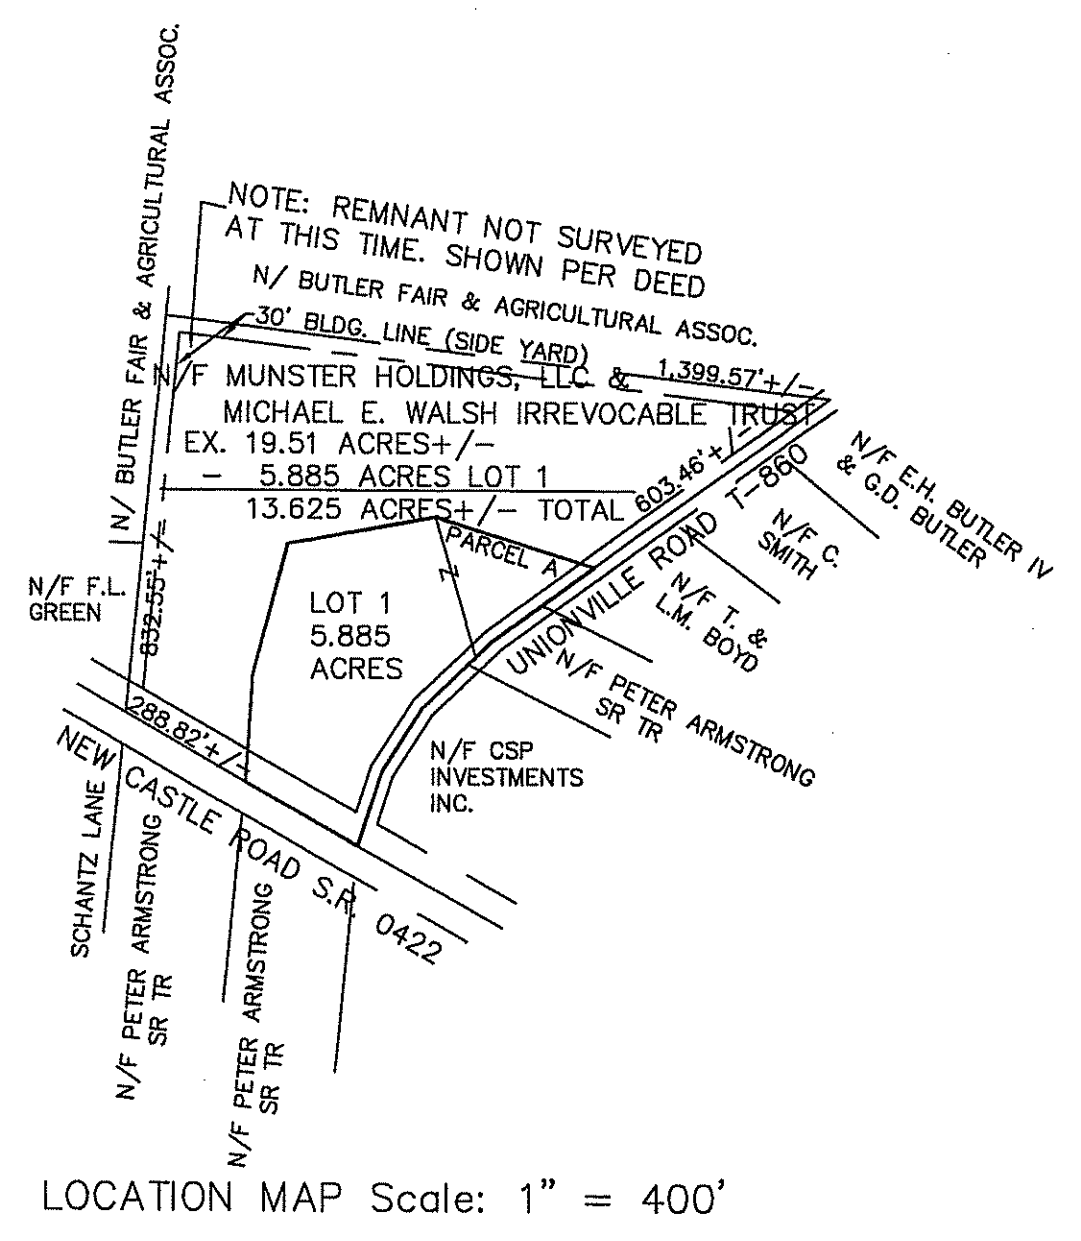 N/ BUTLER FAIR & AGRICULTURAL ASSOC.
NOTE: REMNANT NOT SURVEYED
AT THIS TIME. SHOWN PER DEED
N/ BUTLER FAIR & AGRICULTURAL ASSOC.
30' BLDG. LINE (SIDE YARD)
1,399.57'+/-
N/F MUNSTER HOLDINGS, LLC &
MICHAEL E. WALSH IRREVOCABLE TRUST
EX. 19.51 ACRES+/-
- 5.885 ACRES LOT 1
13.625 ACRES+/- TOTAL
603.46'+/-
PARCEL A
Z
LOT 1
5.885
ACRES
UNIONVILLE ROAD T-860
N/F E.H. BUTLER IV
& G.D. BUTLER
N/F C.
SMITH
N/F T. &
L.M. BOYD
N/F PETER ARMSTRONG
SR TR
N/F CSP
INVESTMENTS
INC.
N/F F.L.
GREEN
832.55'+/-
288.82'+/-
NEW CASTLE ROAD S.R. 0422
SCHANTZ LANE
N/F PETER ARMSTRONG
SR TR
N/F PETER ARMSTRONG
SR TR
LOCATION MAP Scale: 1" = 400'